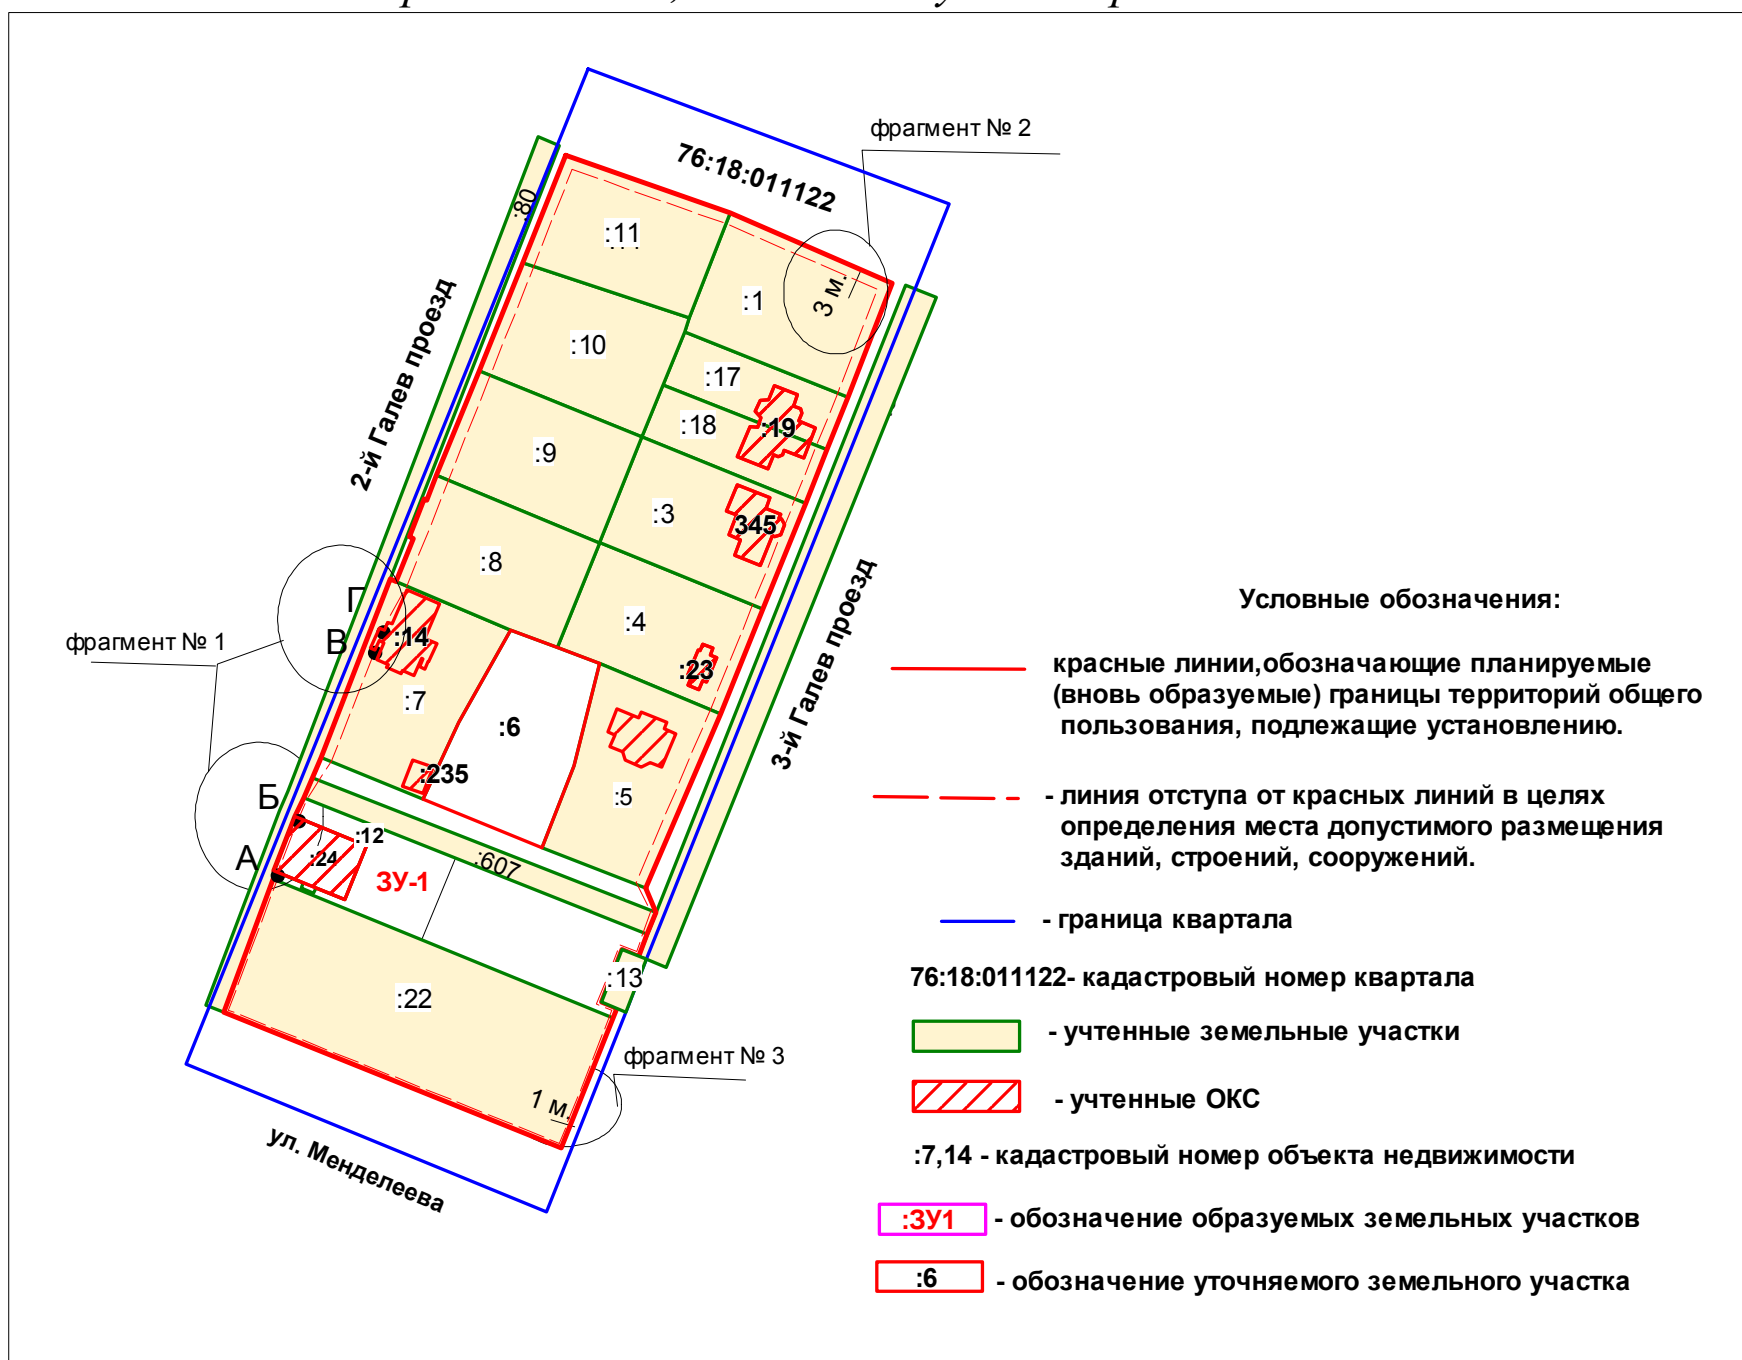 фрагмент № 2
76:18:011122
:80
:11
:1
3 м.
2-й Галев проезд
:10
:17
:18
:19
:9
:3
345
:8
Г
В
:14
:4
фрагмент № 1
:23
3-й Галев проезд
:7
:6
:235
:5
Б
А
:12
:24
ЗУ-1
:607
:13
:22
фрагмент № 3
1 м.
ул. Менделеева
Условные обозначения:
красные линии,обозначающие планируемые
(вновь образуемые) границы территорий общего
пользования, подлежащие установлению.
- линия отступа от красных линий в целях
определения места допустимого размещения
зданий, строений, сооружений.
- граница квартала
76:18:011122- кадастровый номер квартала
- учтенные земельные участки
- учтенные ОКС
:7,14 - кадастровый номер объекта недвижимости
:ЗУ1 - обозначение образуемых земельных участков
:6 - обозначение уточняемого земельного участка